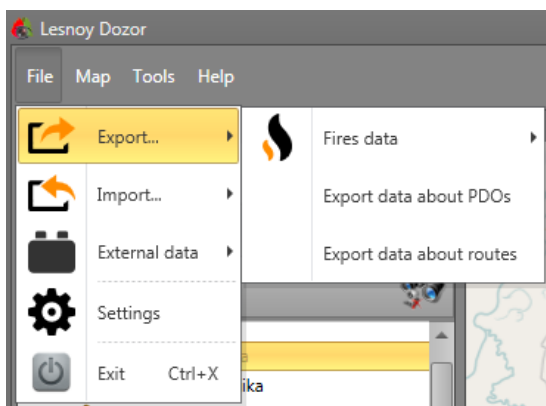 Lesnoy Dozor
File Map Tools Help
Export... Fires data
Import... Export data about PDOs
External data Export data about routes
Settings
Exit Ctrl+X
ika